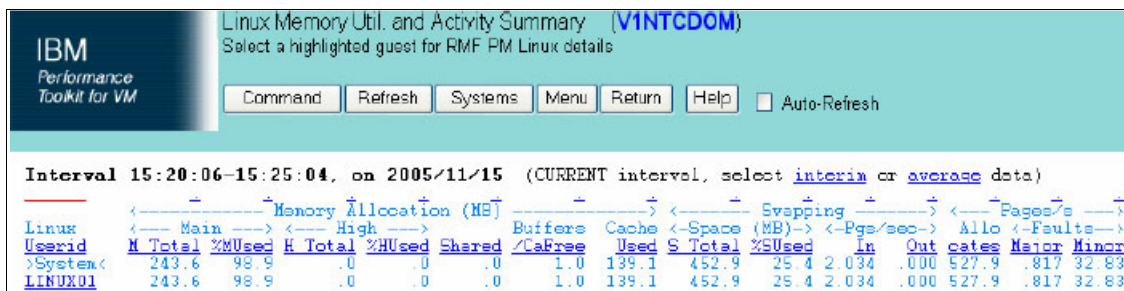 Linux Memory Util. and Activity Summary (V1NTCDOM)
Select a highlighted guest for RMF PM Linux details
IBM
Performance
Toolkit for VM
Command Refresh Systems Menu Return Help Auto-Refresh
Interval 15:20:06-15:25:04, on 2005/11/15 (CURRENT interval, select interim or average data)
<------------ Memory Allocation (MB) ------------> <------- Swapping -------> <---- Pages/s --->
Linux <--- Main ---> <--- High ---> Buffers Cache <-Space (MB)-> <-Pgs/sec-> Allo <-Faults-->
Userid M_Total %MUsed H_Total %HUsed Shared /CaFree Used S_Total %SUsed In Out cates Major Minor
>System< 243.6 98.9 .0 .0 .0 1.0 139.1 452.9 25.4 2.034 .000 527.9 .817 32.83
LINUX01 243.6 98.9 .0 .0 .0 1.0 139.1 452.9 25.4 2.034 .000 527.9 .817 32.83